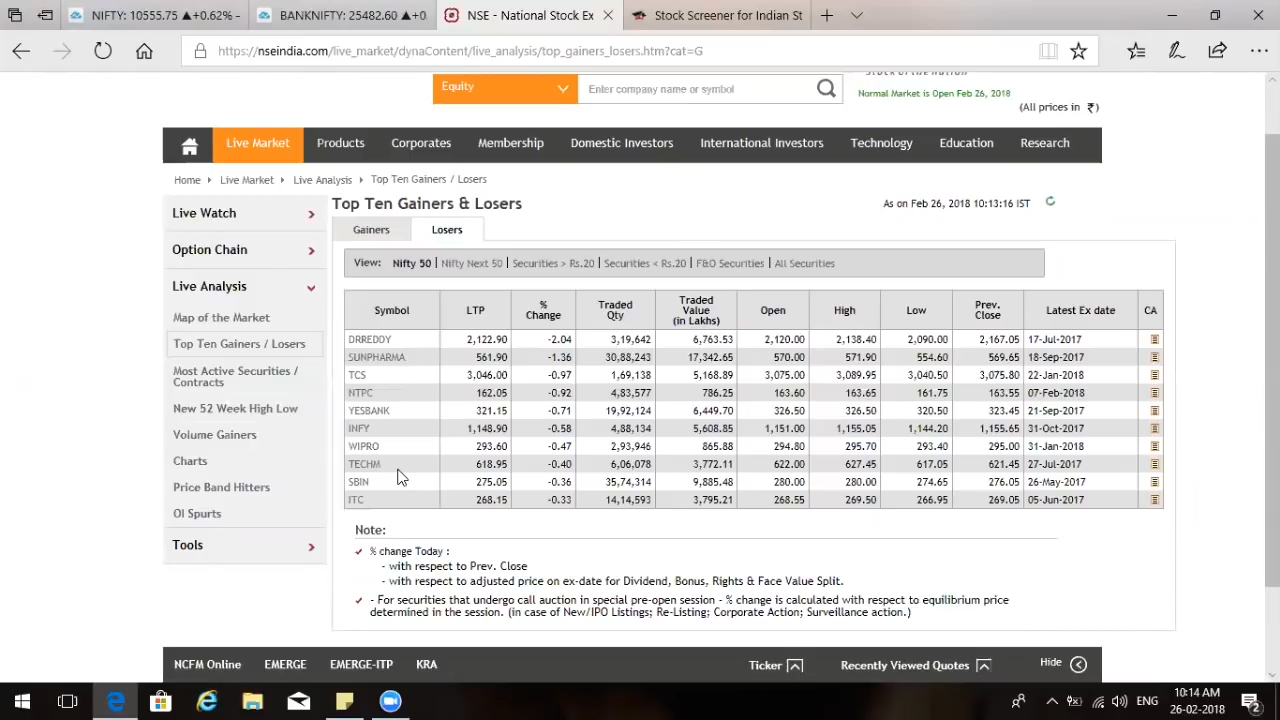 NIFTY: 10555.75 ▲+0.62% -
BANKNIFTY: 25482.60 ▲+0
NSE - National Stock Ex
Stock Screener for Indian St
https://nseindia.com/live_market/dynaContent/live_analysis/top_gainers_losers.htm?cat=G
Equity
Enter company name or symbol
Stock of the nation
Normal Market is Open Feb 26, 2018
(All prices in ₹)
Live Market Products Corporates Membership Domestic Investors International Investors Technology Education Research
Home Live Market Live Analysis Top Ten Gainers / Losers
Live Watch
Option Chain
Live Analysis
Map of the Market
Top Ten Gainers / Losers
Most Active Securities /
Contracts
New 52 Week High Low
Volume Gainers
Charts
Price Band Hitters
OI Spurts
Tools
Top Ten Gainers & Losers
As on Feb 26, 2018 10:13:16 IST
Gainers Losers
View: Nifty 50 | Nifty Next 50 | Securities > Rs.20 | Securities < Rs.20 | F&O Securities | All Securities
Symbol LTP % Change Traded Qty Traded Value (in Lakhs) Open High Low Prev. Close Latest Ex date CA
DRREDDY 2,122.90 -2.04 3,19,642 6,763.53 2,120.00 2,138.40 2,090.00 2,167.05 17-Jul-2017
SUNPHARMA 561.90 -1.36 30,88,243 17,342.65 570.00 571.90 554.60 569.65 18-Sep-2017
TCS 3,046.00 -0.97 1,69,138 5,168.89 3,075.00 3,089.95 3,040.50 3,075.80 22-Jan-2018
NTPC 162.05 -0.92 4,83,577 786.25 163.60 163.65 161.75 163.55 07-Feb-2018
YESBANK 321.15 -0.71 19,92,124 6,449.70 326.50 326.50 320.50 323.45 21-Sep-2017
INFY 1,148.90 -0.58 4,88,134 5,608.85 1,151.00 1,155.05 1,144.20 1,155.65 31-Oct-2017
WIPRO 293.60 -0.47 2,93,946 865.88 294.80 295.70 293.40 295.00 31-Jan-2018
TECHM 618.95 -0.40 6,06,078 3,772.11 622.00 627.45 617.05 621.45 27-Jul-2017
SBIN 275.05 -0.36 35,74,314 9,885.48 280.00 280.00 274.65 276.05 26-May-2017
ITC 268.15 -0.33 14,14,593 3,795.21 268.55 269.50 266.95 269.05 05-Jun-2017
Note:
% change Today :
- with respect to Prev. Close
- with respect to adjusted price on ex-date for Dividend, Bonus, Rights & Face Value Split.
- For securities that undergo call auction in special pre-open session - % change is calculated with respect to equilibrium price
determined in the session. (in case of New/IPO Listings; Re-Listing; Corporate Action; Surveillance action.)
NCFM Online EMERGE EMERGE-ITP KRA Ticker Recently Viewed Quotes Hide
ENG
10:14 AM
26-02-2018
2